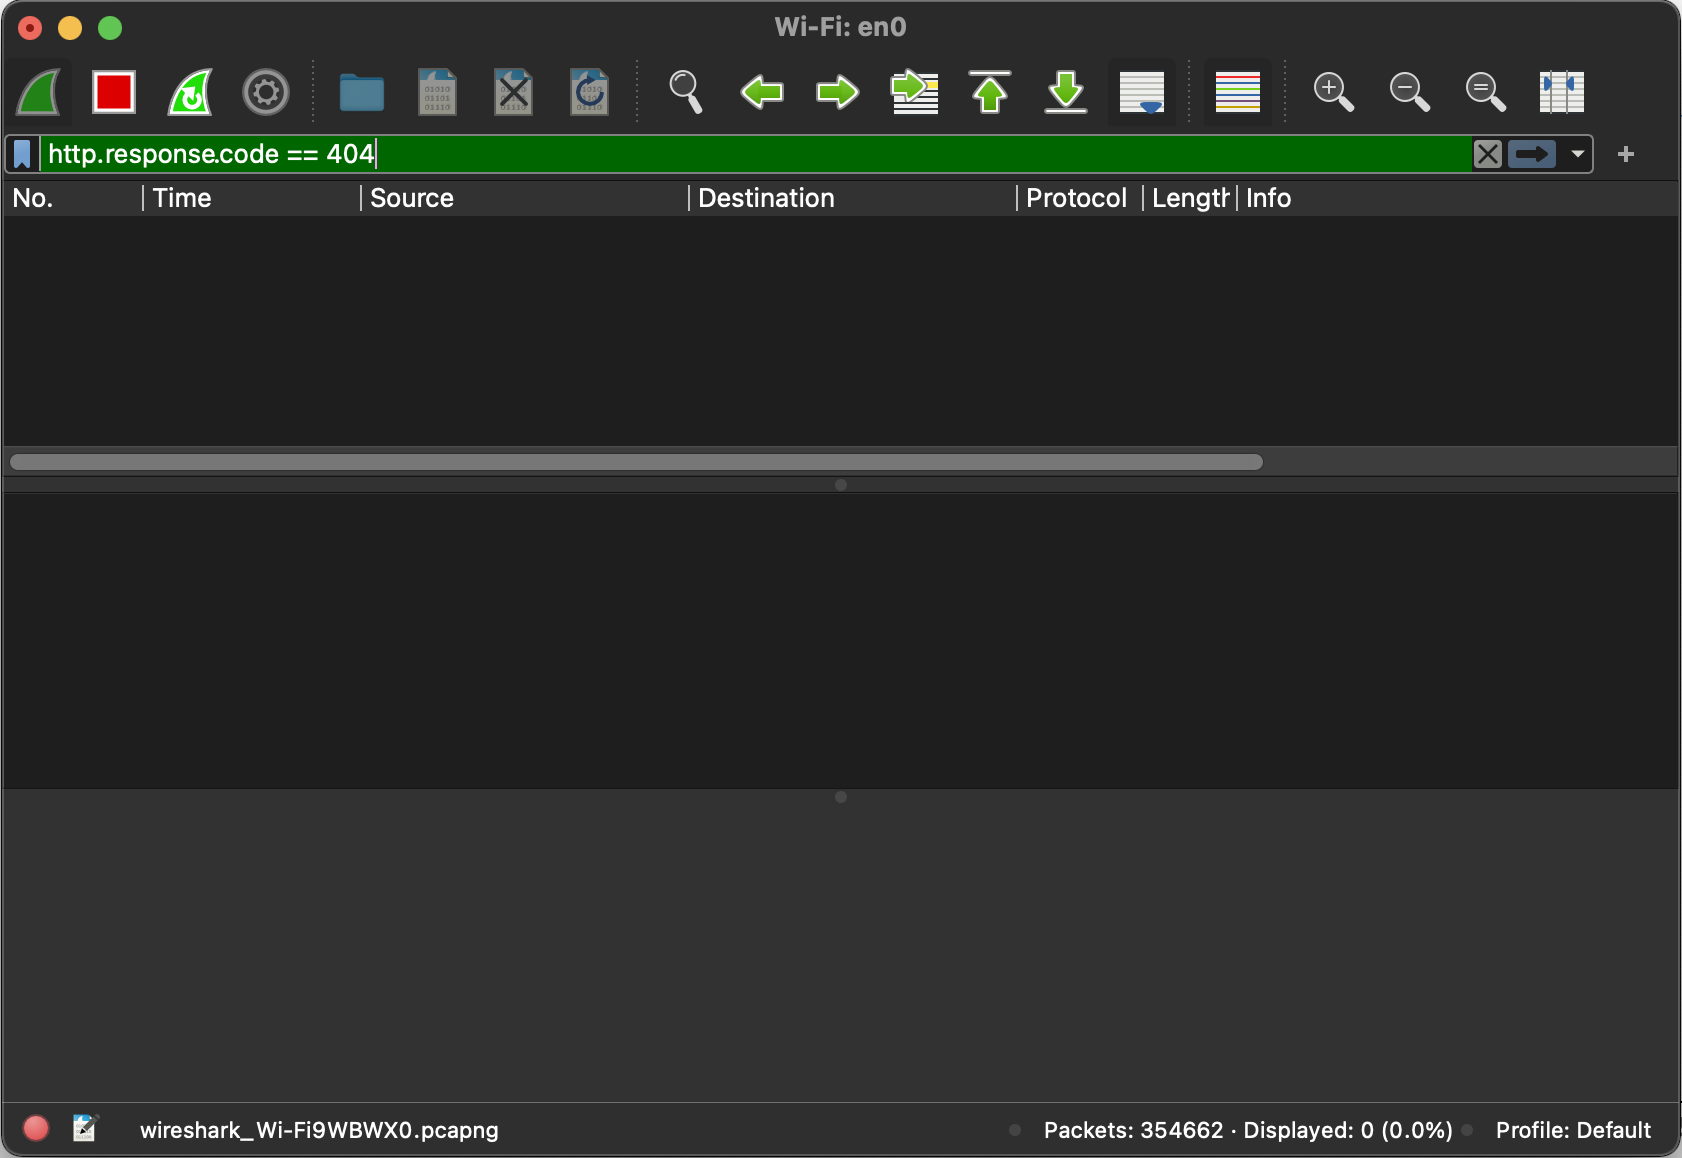 Wi-Fi: en0
http.response.code == 404
No. Time Source Destination Protocol Length Info
wireshark_Wi-Fi9WBWX0.pcapng Packets: 354662 · Displayed: 0 (0.0%) Profile: Default